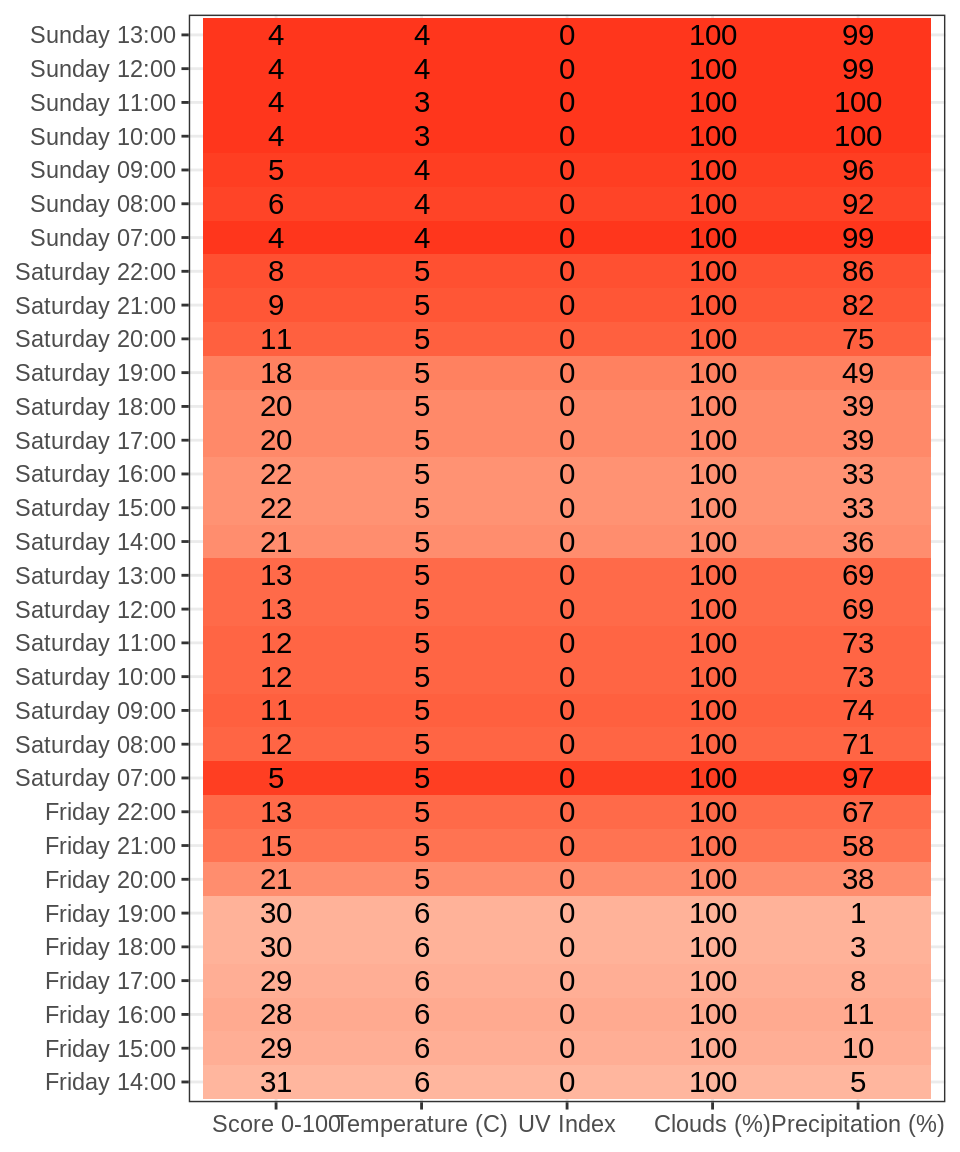 Sunday 13:00 4 4 0 100 99
Sunday 12:00 4 4 0 100 99
Sunday 11:00 4 3 0 100 100
Sunday 10:00 4 3 0 100 100
Sunday 09:00 5 4 0 100 96
Sunday 08:00 6 4 0 100 92
Sunday 07:00 4 4 0 100 99
Saturday 22:00 8 5 0 100 86
Saturday 21:00 9 5 0 100 82
Saturday 20:00 11 5 0 100 75
Saturday 19:00 18 5 0 100 49
Saturday 18:00 20 5 0 100 39
Saturday 17:00 20 5 0 100 39
Saturday 16:00 22 5 0 100 33
Saturday 15:00 22 5 0 100 33
Saturday 14:00 21 5 0 100 36
Saturday 13:00 13 5 0 100 69
Saturday 12:00 13 5 0 100 69
Saturday 11:00 12 5 0 100 73
Saturday 10:00 12 5 0 100 73
Saturday 09:00 11 5 0 100 74
Saturday 08:00 12 5 0 100 71
Saturday 07:00 5 5 0 100 97
Friday 22:00 13 5 0 100 67
Friday 21:00 15 5 0 100 58
Friday 20:00 21 5 0 100 38
Friday 19:00 30 6 0 100 1
Friday 18:00 30 6 0 100 3
Friday 17:00 29 6 0 100 8
Friday 16:00 28 6 0 100 11
Friday 15:00 29 6 0 100 10
Friday 14:00 31 6 0 100 5
Score 0-100 Temperature (C) UV Index Clouds (%) Precipitation (%)